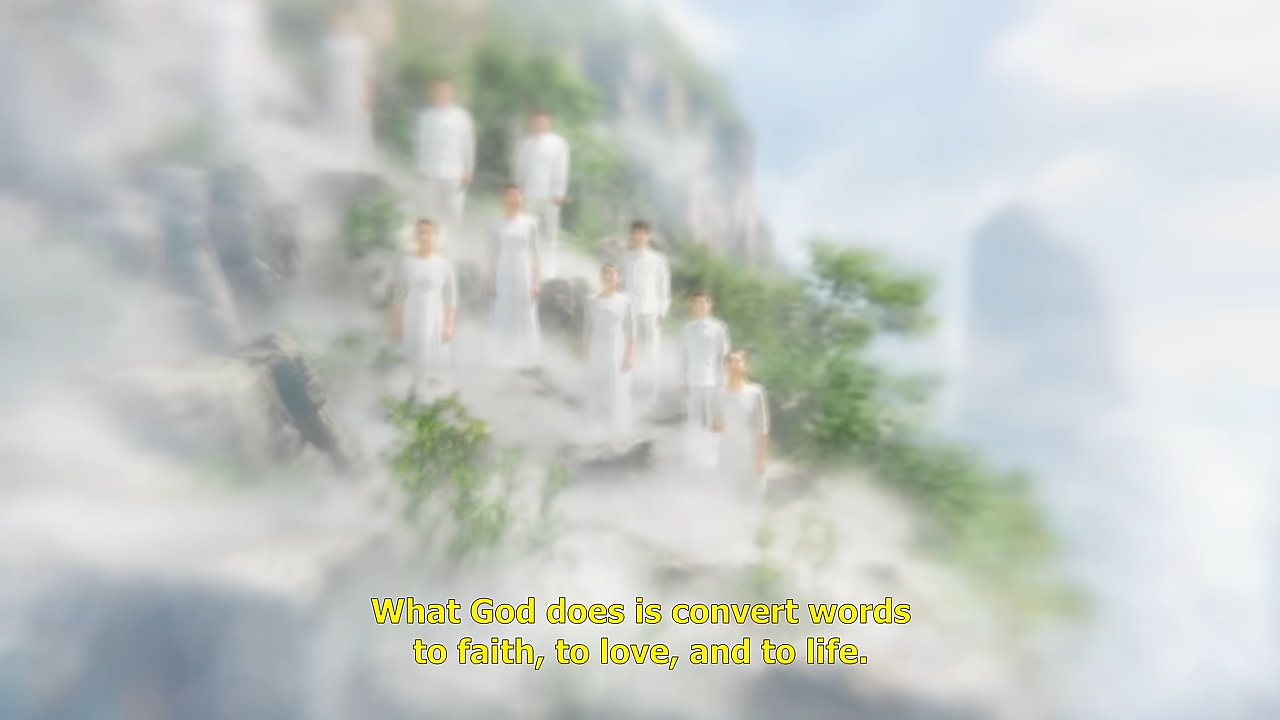 What God does is convert words
to faith, to love, and to life.